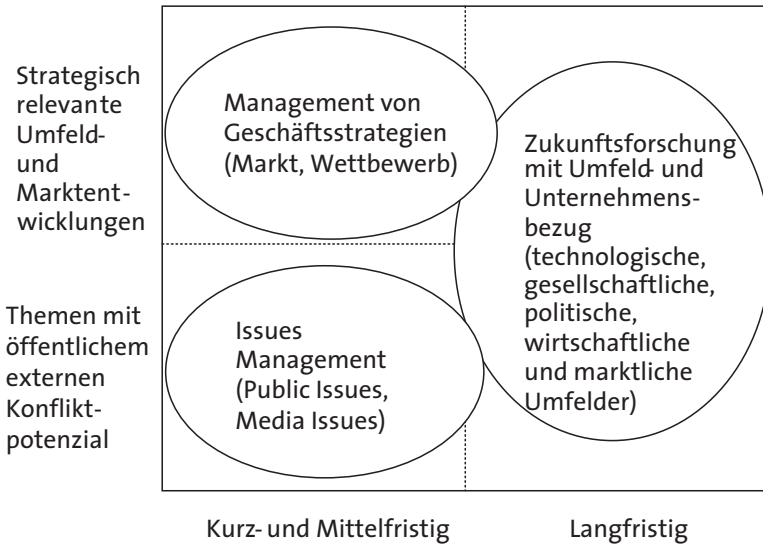 Strategisch
relevante
Umfeld-
und
Marktent-
wicklungen
Management von
Geschäftsstrategien
(Markt, Wettbewerb)
Zukunftsforschung
mit Umfeld- und
Unternehmens-
bezug
(technologische,
gesellschaftliche,
politische,
wirtschaftliche
und marktliche
Umfelder)
Themen mit
öffentlichem
externen
Konflikt-
potenzial
Issues
Management
(Public Issues,
Media Issues)
Kurz- und Mittelfristig
Langfristig